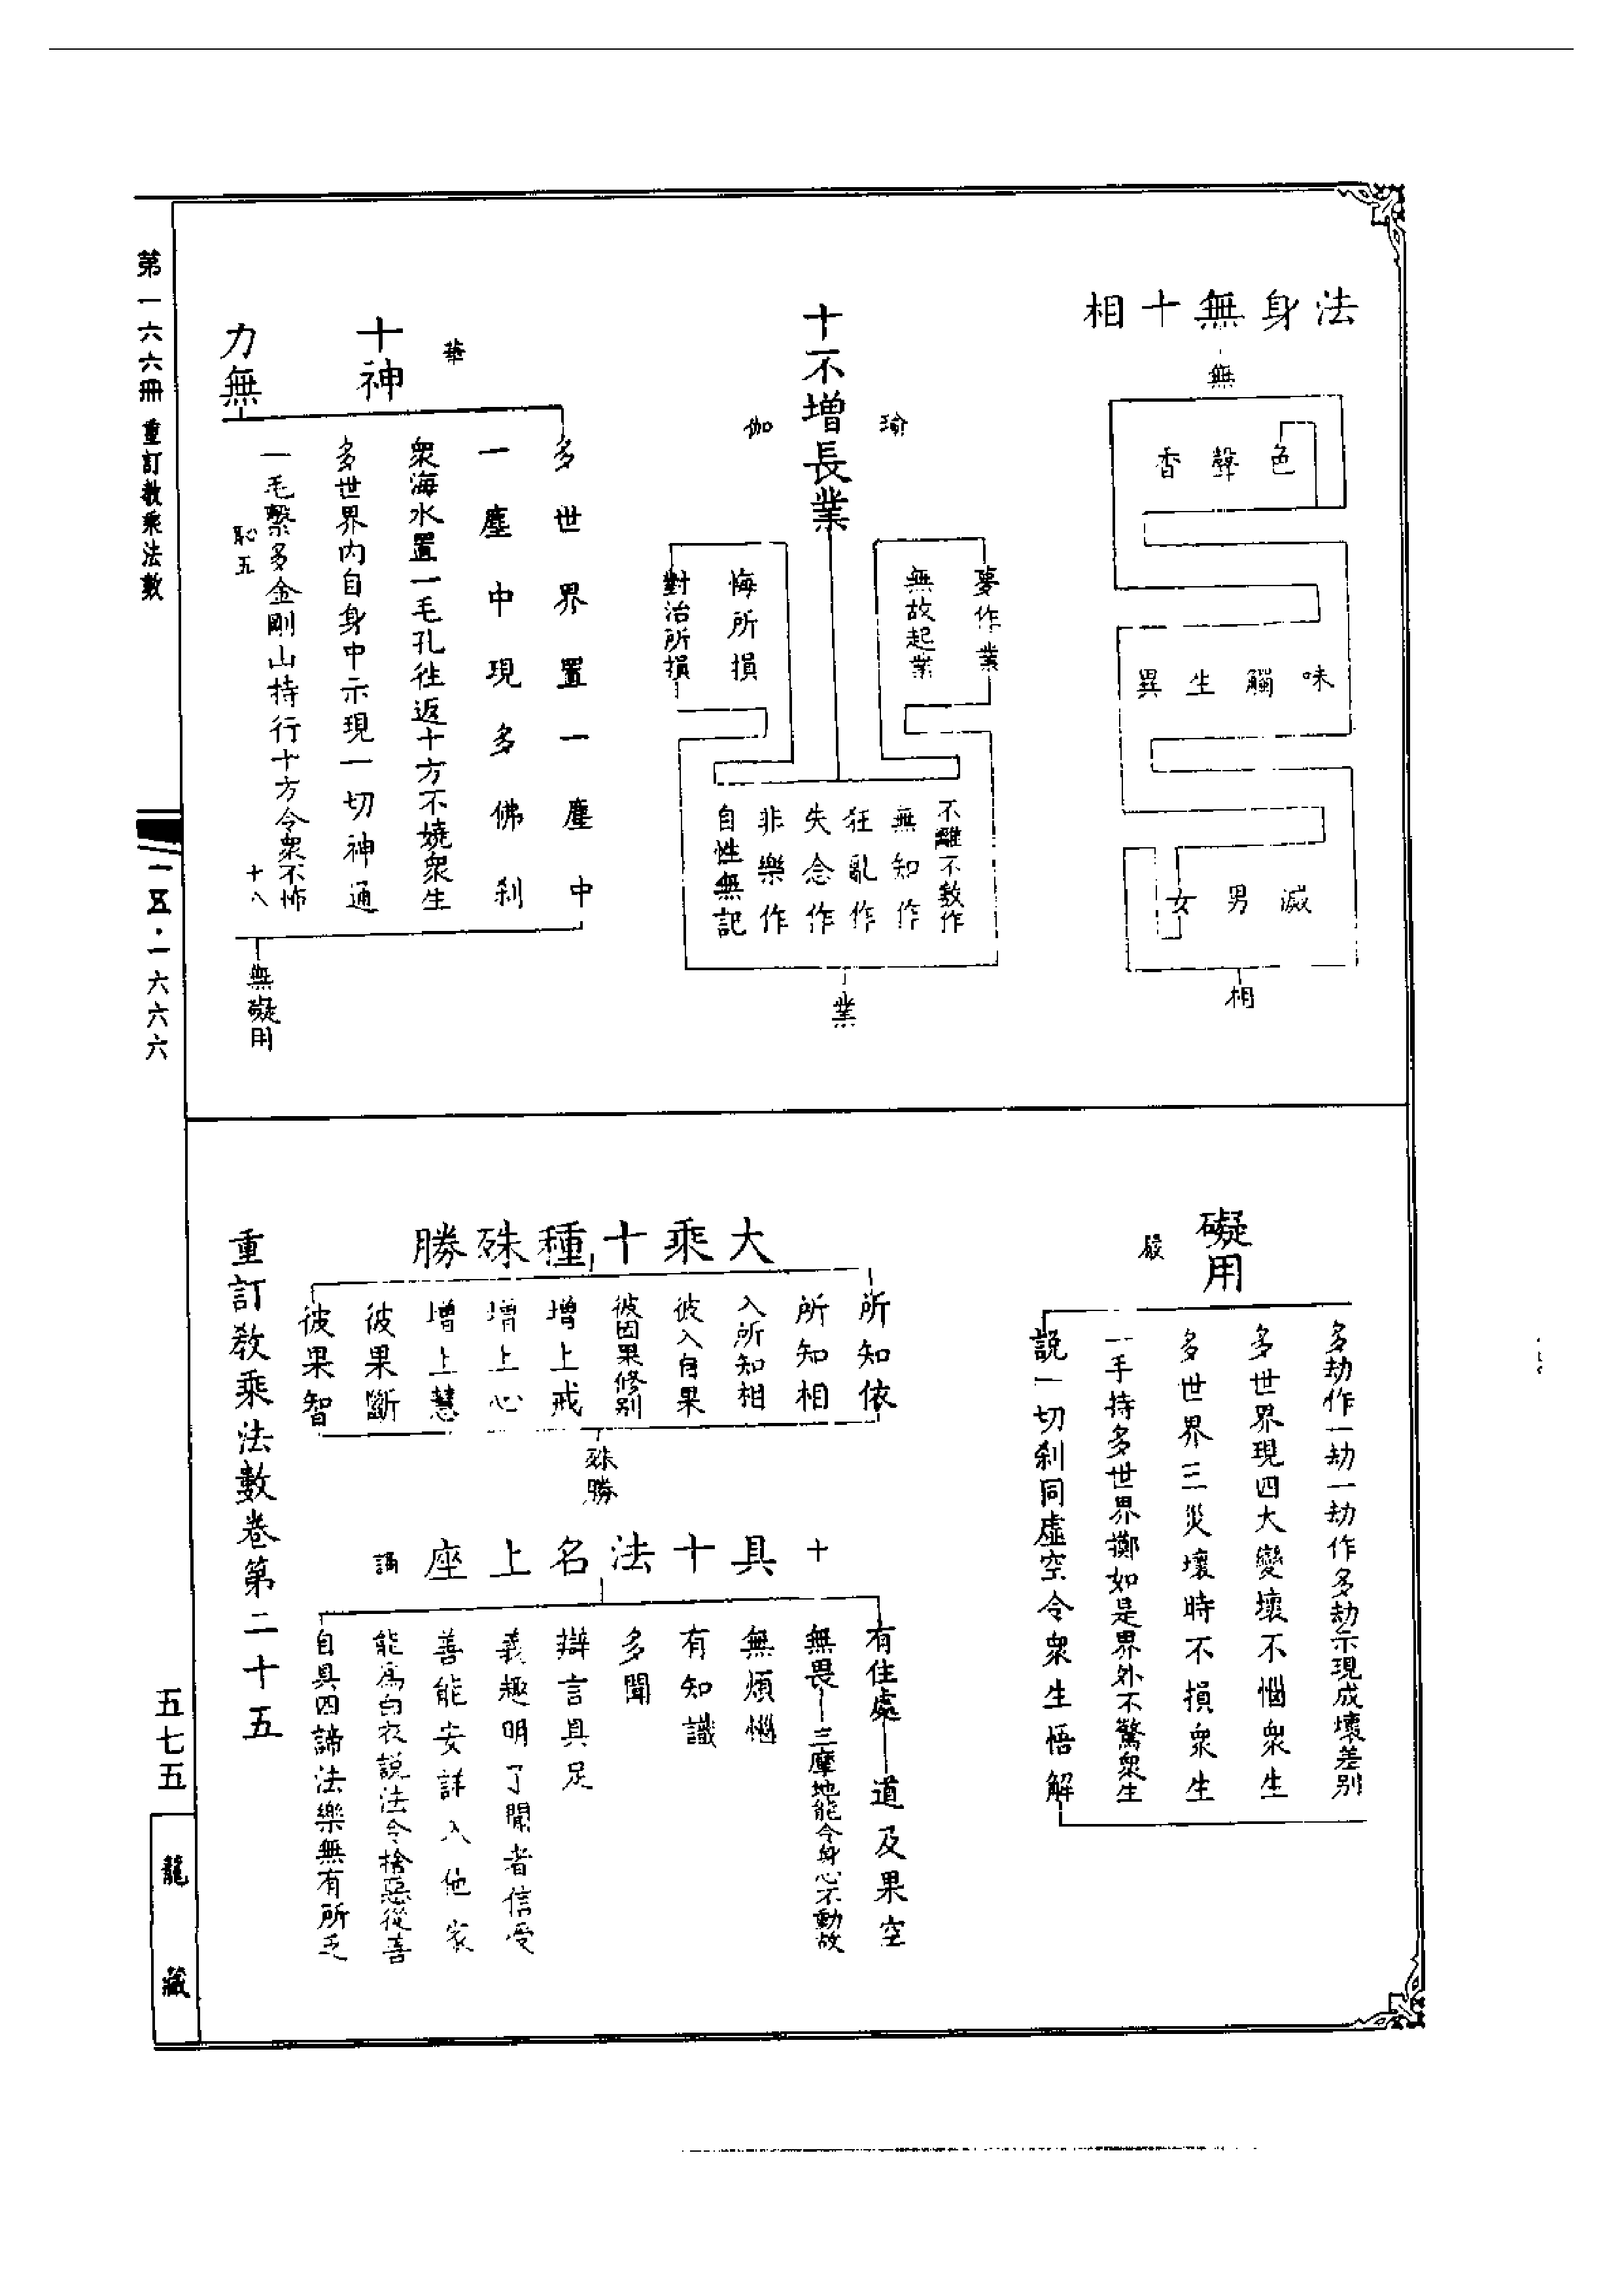 法身無十相
無
色聲香
味觸生異
滅男女
相
十不增長業
瑜
伽
夢作業
無故起業
悔所損
對治所損
不離不數作
無知作
狂亂作
失念作
非樂作
自性無記
業
十神
力無
華
多世界置一塵中
一塵中現多佛刹
衆海水置一毛孔往返十方不嬈衆生
多世界內自身中示現一切神通
一毛繫多金剛山持行十方令衆不怖
恥五
十八
無礙用
礙用
嚴
多劫作一劫一劫作多劫示現成壞差別
多世界現四大變壞不惱衆生
多世界三災壞時不損衆生
一手持多世界擲如是界外不驚衆生
說一切刹同虛空令衆生悟解
大乘十種殊勝
所知依
所知相
入所知相
彼入因果
彼因果修別
增上戒
增上心
增上慧
彼果斷
彼果智
殊勝
具十法名上座
十
誦
有住處—道及果空
無畏—三摩地能令身心不動故
無煩惱
有知識
多聞
辯言具足
義趣明了聞者信受
善能安詳入他家
能爲白衣說法令捨惡從善
自具四諦法樂無有所乏
重訂教乘法數卷第二十五
第一六六冊 重訂教乘法數
一五·一六六六
五七五
龍藏